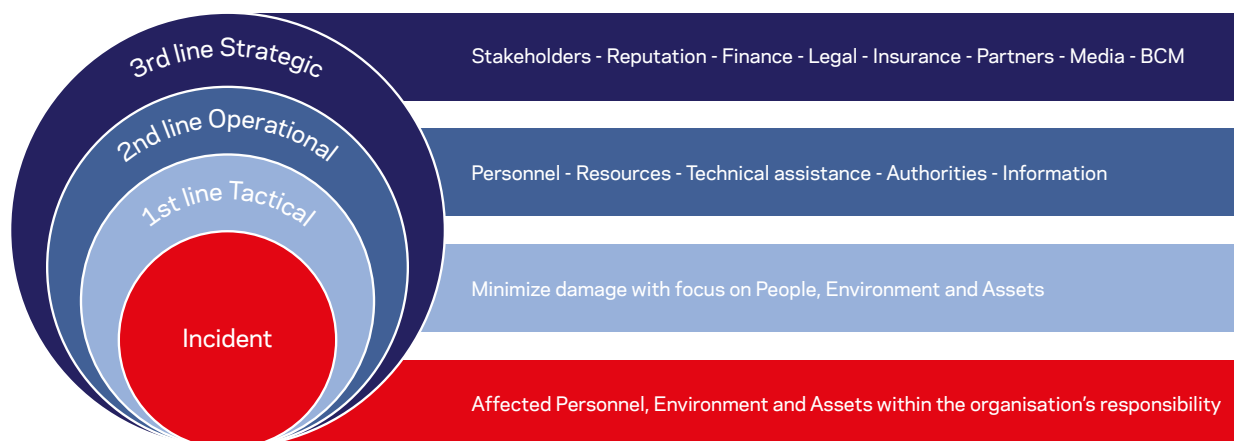 3rd line Strategic
Stakeholders - Reputation - Finance - Legal - Insurance - Partners - Media - BCM
2nd line Operational
Personnel - Resources - Technical assistance - Authorities - Information
1st line Tactical
Minimize damage with focus on People, Environment and Assets
Incident
Affected Personnel, Environment and Assets within the organisation’s responsibility